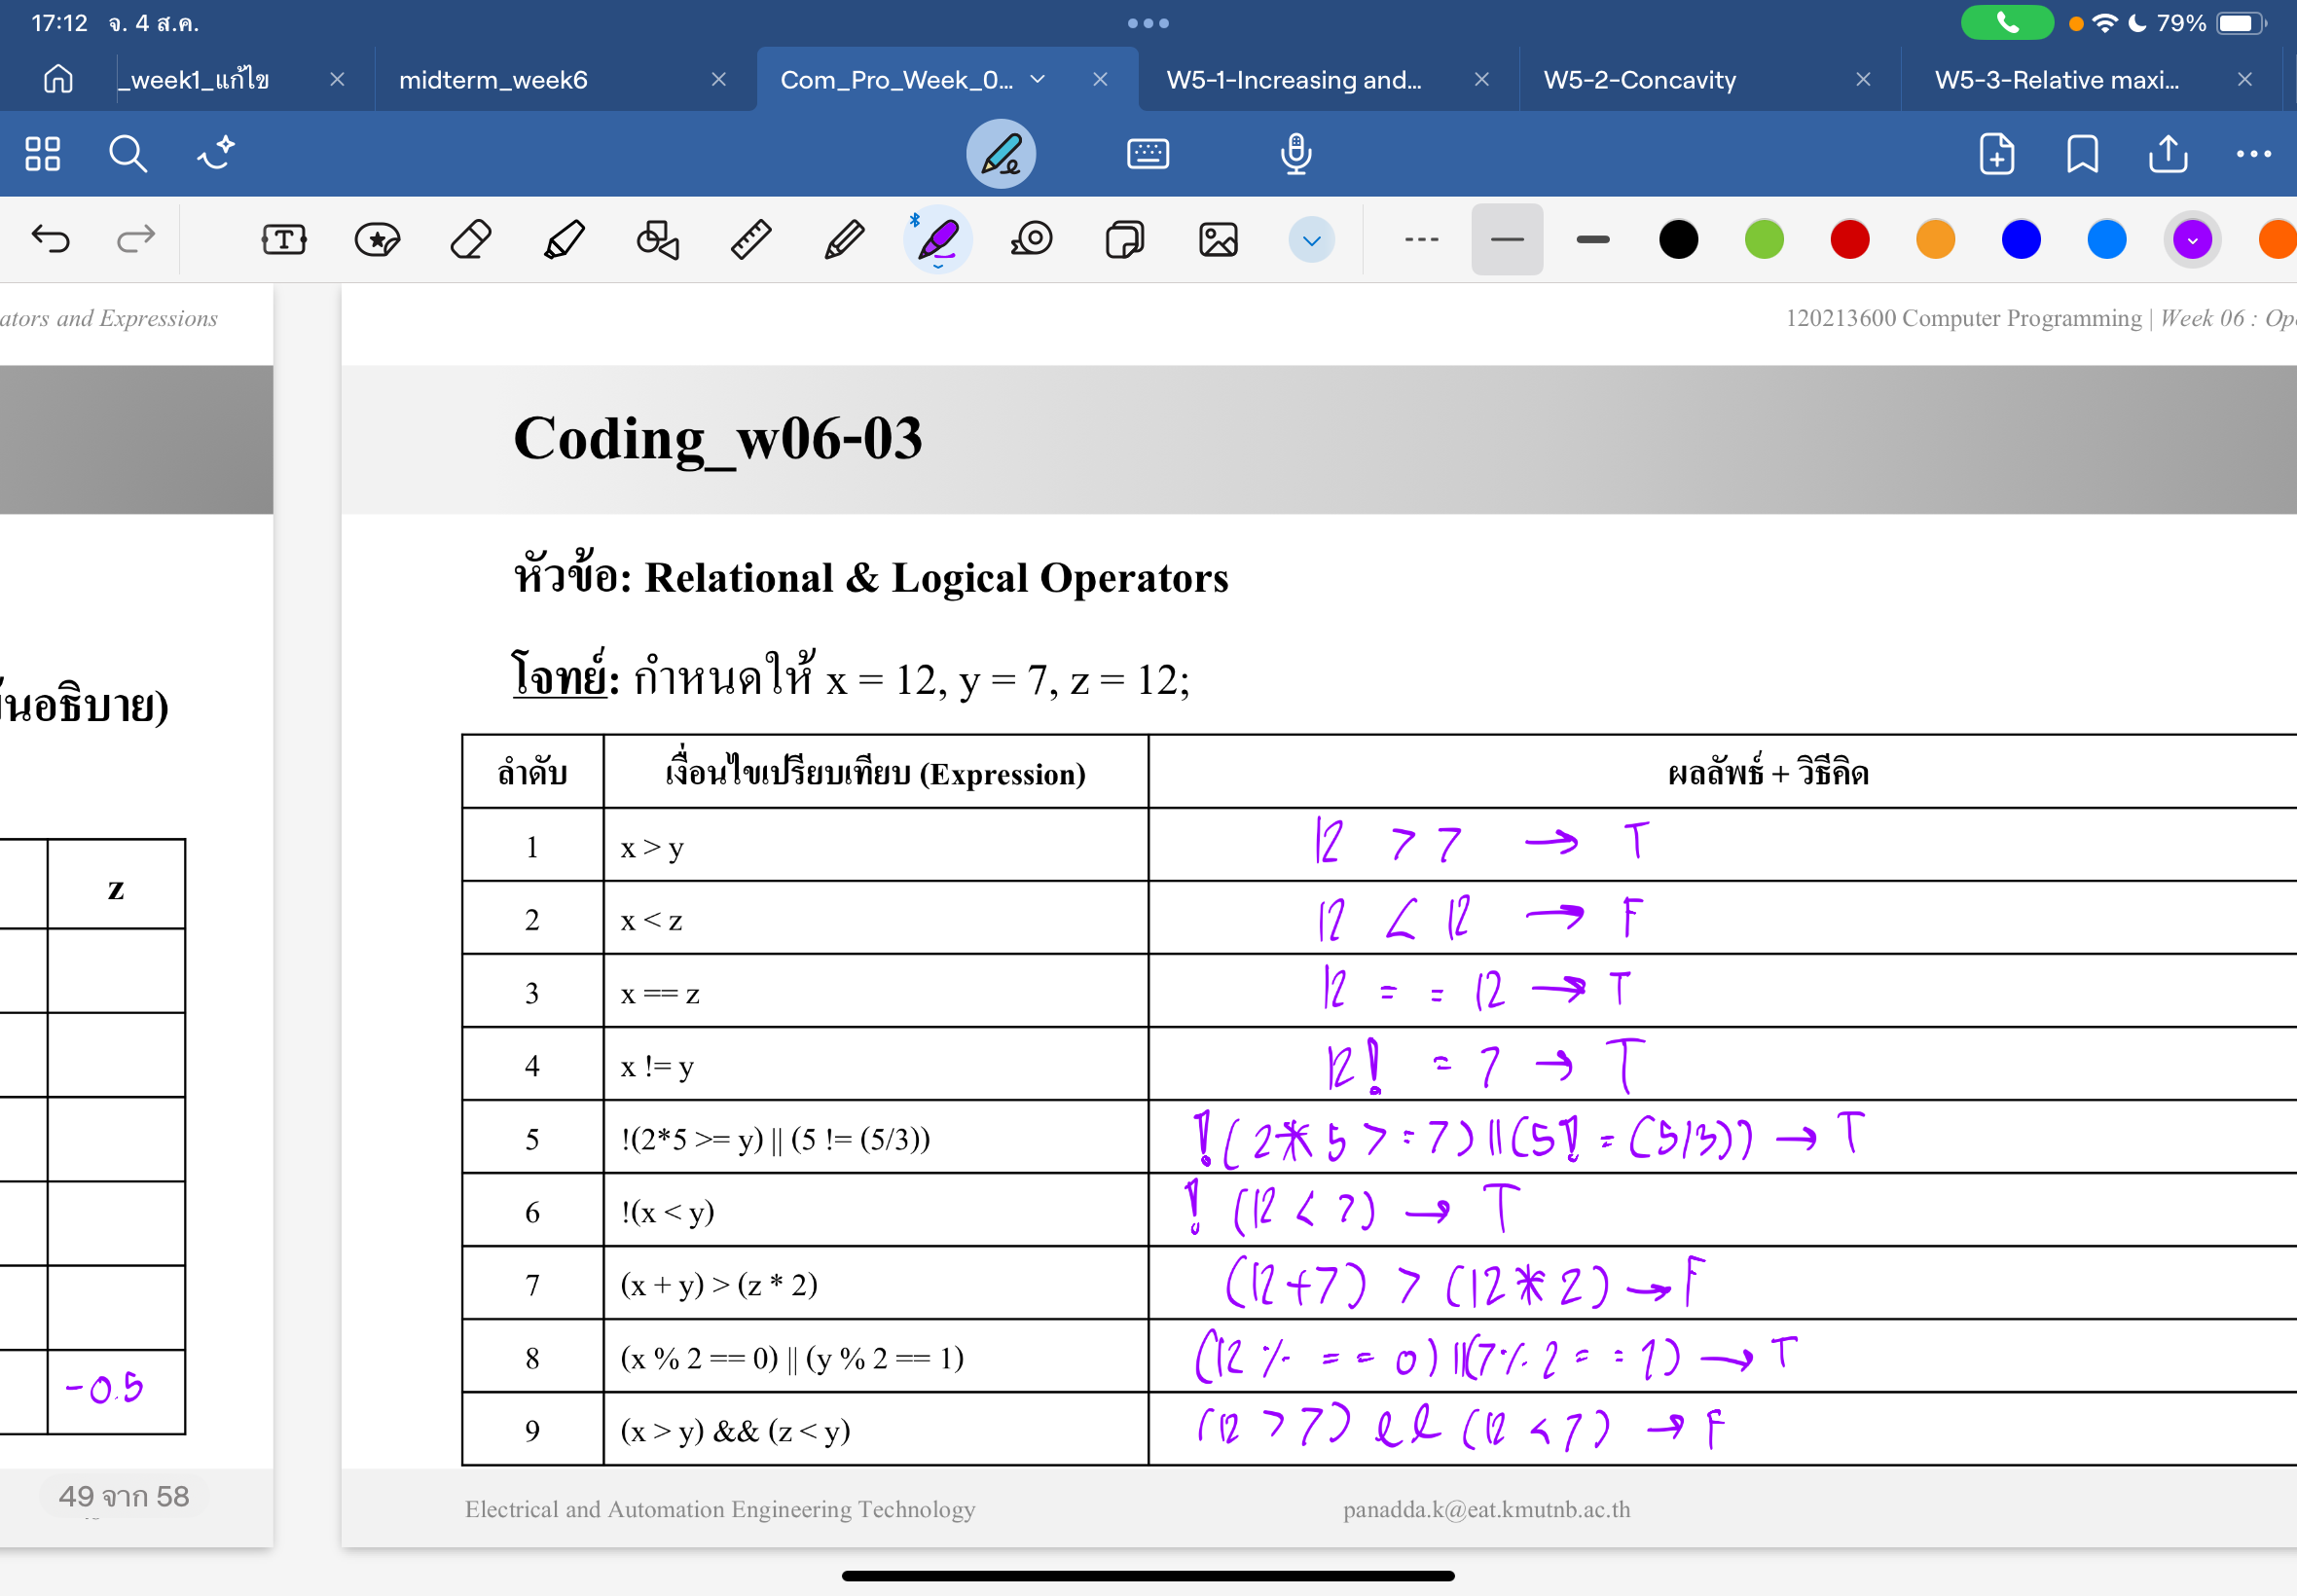 17:12 จ. 4 ส.ค.
79%
_week1_แก้ไข
midterm_week6
Com_Pro_Week_0...
W5-1-Increasing and...
W5-2-Concavity
W5-3-Relative maxi...
ators and Expressions
120213600 Computer Programming | Week 06 : Op
Coding_w06-03
หัวข้อ: Relational & Logical Operators
โจทย์: กำหนดให้ x = 12, y = 7, z = 12;
ลำดับ เงื่อนไขเปรียบเทียบ (Expression) ผลลัพธ์ + วิธีคิด
1 x > y 12 > 7 → T
2 x < z 12 < 12 → F
3 x == z 12 = = 12 → T
4 x != y 12 ! = 7 → T
5 !(2*5 >= y) || (5 != (5/3)) ! (2 * 5 > = 7) || (5 ! = (5/3)) → T
6 !(x < y) ! (12 < 7) → T
7 (x + y) > (z * 2) (12+7) > (12 * 2) → F
8 (x % 2 == 0) || (y % 2 == 1) (12 % = = 0) || (7 % 2 = = 1) → T
9 (x > y) && (z < y) (12 > 7) && (12 < 7) → F
Electrical and Automation Engineering Technology
panadda.k@eat.kmutnb.ac.th
นอธิบาย)
z
-0.5
49 จาก 58